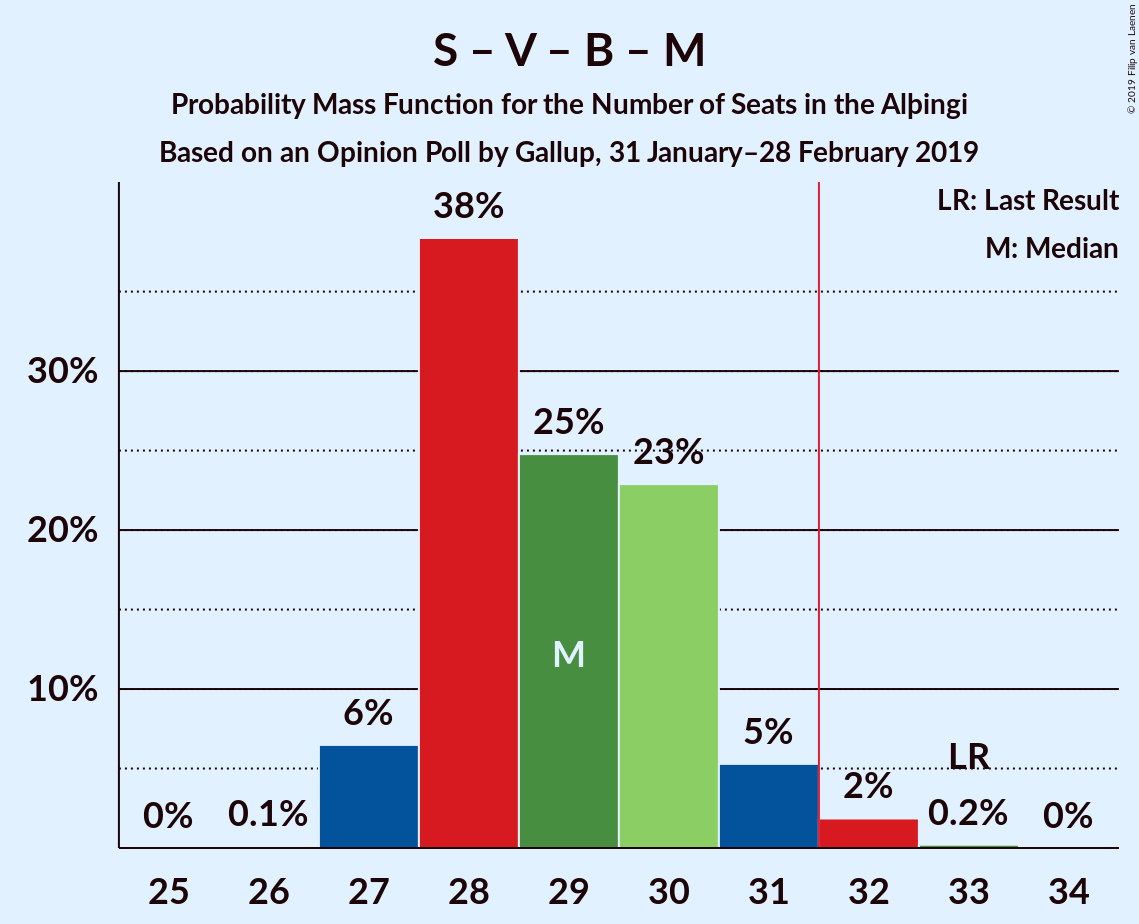 S – V – B – M
Probability Mass Function for the Number of Seats in the Alþingi
Based on an Opinion Poll by Gallup, 31 January–28 February 2019
© 2019 Filip van Laenen
LR: Last Result
M: Median
38%
30%
25%
23%
20%
M
10%
6%
5%
LR
2%
0%
0.1%
0.2%
0%
25 26 27 28 29 30 31 32 33 34